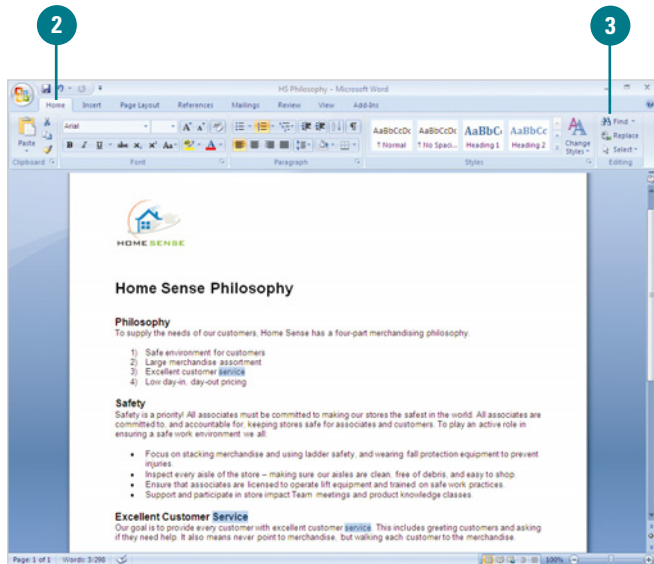 2
3
HS Philosophy - Microsoft Word
Home Insert Page Layout References Mailings Review View Add-Ins
Arial
Find
AaBbCcDc AaBbCcDc AaBbC AaBbCc
Replace
Paste
B I U abc x, x² Aa A
¶ Normal ¶ No Spaci... Heading 1 Heading 2
Change Styles
Select
Clipboard Font Paragraph Styles Editing
HOMESENSE
Home Sense Philosophy
Philosophy
To supply the needs of our customers, Home Sense has a four-part merchandising philosophy.
1) Safe environment for customers
2) Large merchandise assortment
3) Excellent customer service
4) Low day-in, day-out pricing
Safety
Safety is a priority! All associates must be committed to making our stores the safest in the world. All associates are
committed to, and accountable for, keeping stores safe for associates and customers. To play an active role in
ensuring a safe work environment we all:
• Focus on stacking merchandise and using ladder safety, and wearing fall protection equipment to prevent
injuries
• Inspect every aisle of the store – making sure our aisles are clean, free of debris, and easy to shop.
• Ensure that associates are licensed to operate lift equipment and trained on safe work practices.
• Support and participate in store impact Team meetings and product knowledge classes.
Excellent Customer Service
Our goal is to provide every customer with excellent customer service. This includes greeting customers and asking
if they need help. It also means never point to merchandise, but walking each customer to the merchandise.
Page: 1 of 1 Words: 3/298 100%